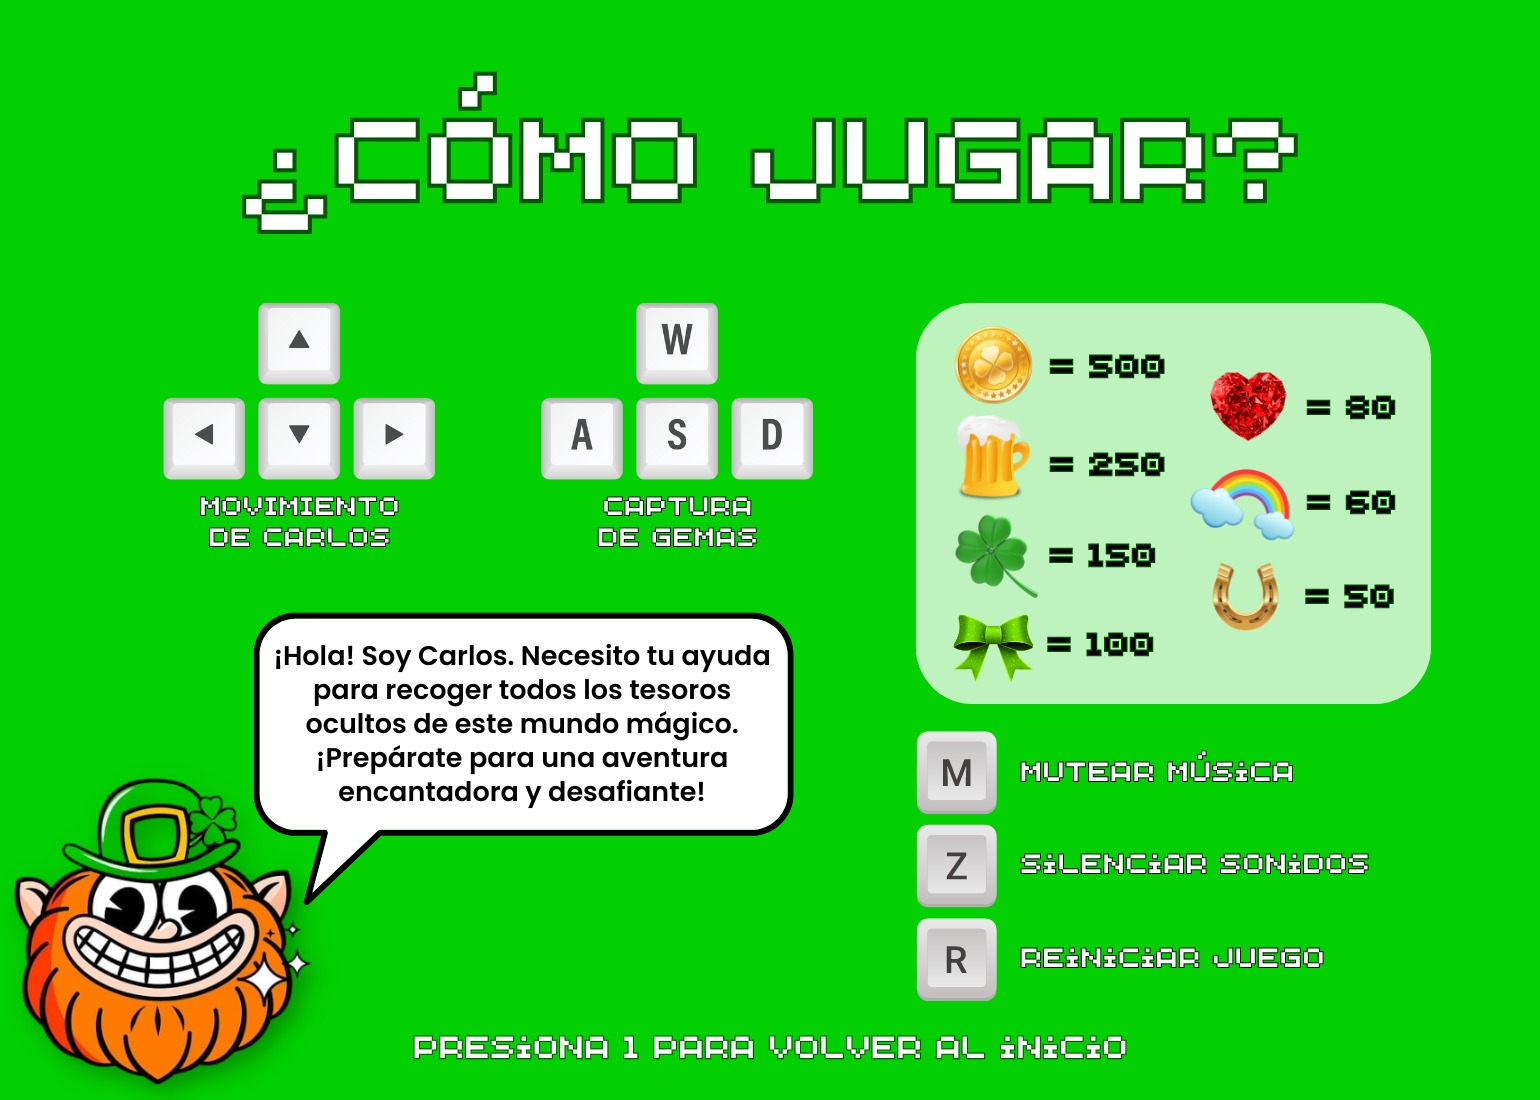 ¿CÓMO JUGAR?
W
A S D
MOVIMIENTO
DE CARLOS
CAPTURA
DE GEMAS
= 500
= 250
= 150
= 100
= 80
= 60
= 50
¡Hola! Soy Carlos. Necesito tu ayuda
para recoger todos los tesoros
ocultos de este mundo mágico.
¡Prepárate para una aventura
encantadora y desafiante!
M MUTEAR MÚSiCA
Z SiLENCiAR SONiDOS
R REiNiCiAR JUEGO
PRESiONA 1 PARA VOLVER AL iNiCiO